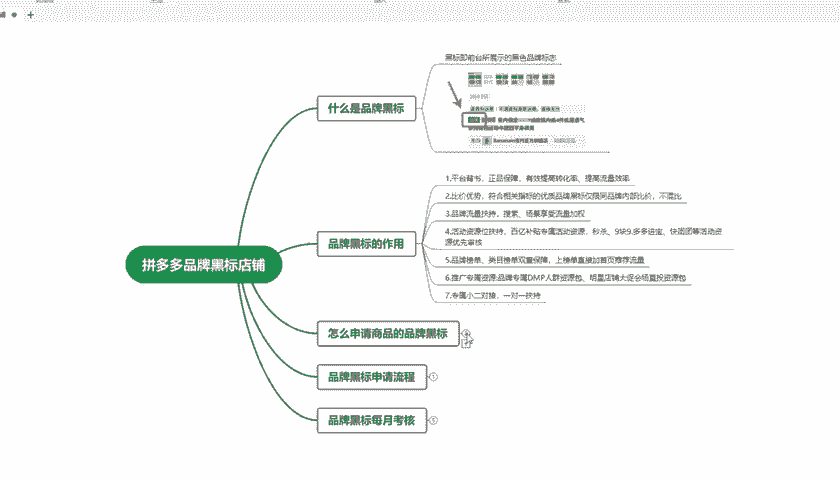 拼多多品牌黑标店铺
什么是品牌黑标
黑标即前台所展示的黑色品牌标志
品牌黑标的作用
1.平台背书，正品保障、有效提高转化率、提高流量效率
2.比价优势，符合相关指标的优质品牌黑标仅限同品牌内部比价，不混比
3.品牌流量扶持，搜索、场景享受流量加权
4.活动资源位扶持，百亿补贴专属活动资源，秒杀、9块9,多多进宝、快团团等活动资
源优先审核
5.品牌榜单、类目榜单双重保障，上榜单直接加首页推荐流量
6.推广专属资源:品牌专属DMP人群资源包、明星店铺大促会场直投资源包
7.专属小二对接，一对一扶持
怎么申请商品的品牌黑标
品牌黑标申请流程
品牌黑标每月考核